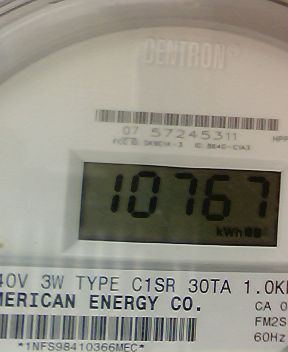 CENTRON®
07 57245311
10767
kWh
40V 3W TYPE C1SR 30TA 1.0K
MERICAN ENERGY CO.
CA 0
FM2S
60Hz
*1NFS98410366MEC*